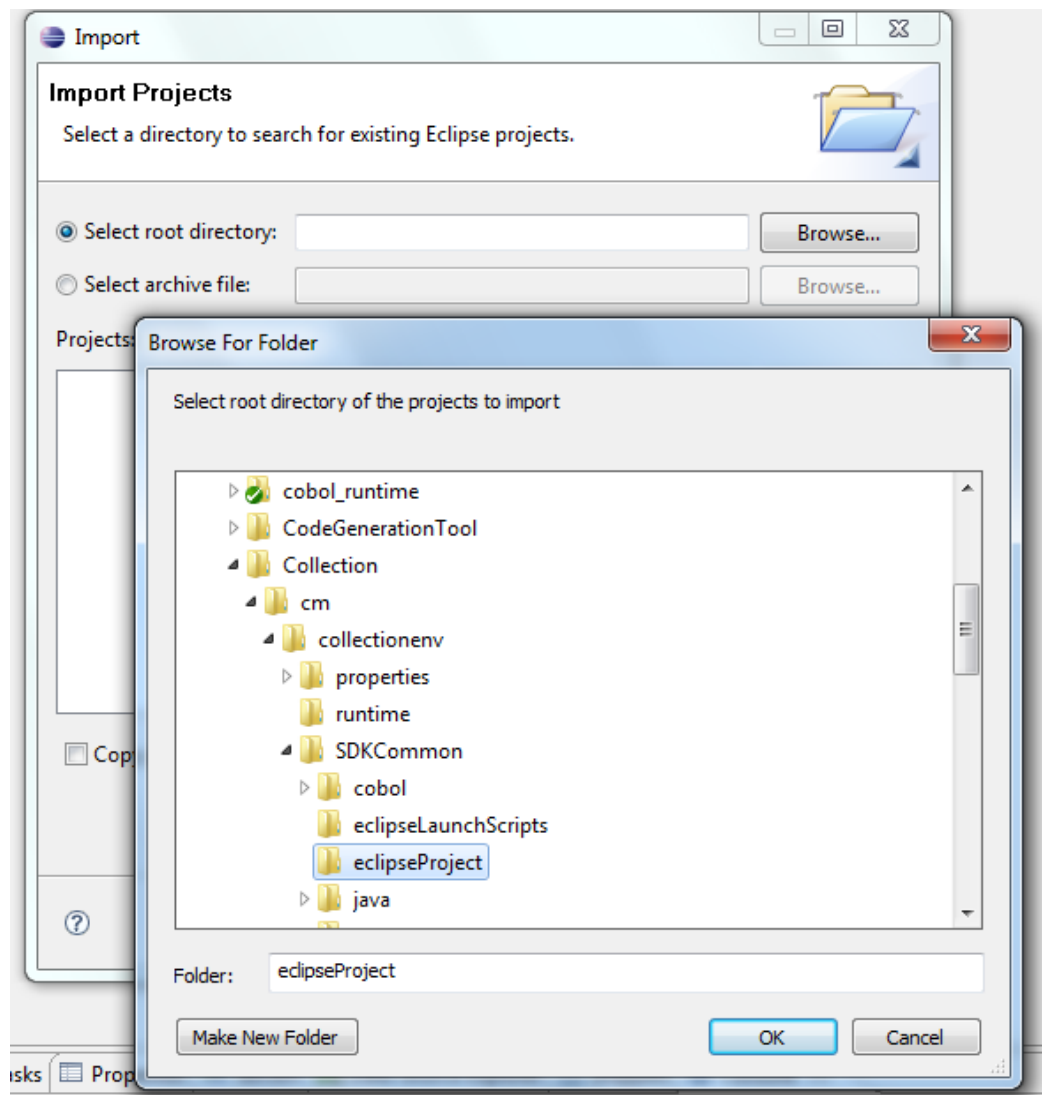 Import
Import Projects
Select a directory to search for existing Eclipse projects.
Select root directory:
Browse...
Select archive file:
Browse...
Projects:
Browse For Folder
Select root directory of the projects to import
cobol_runtime
CodeGenerationTool
Collection
cm
collectionenv
properties
runtime
SDKCommon
cobol
eclipseLaunchScripts
eclipseProject
java
Cop
Folder: eclipseProject
Make New Folder
OK
Cancel
asks
Prop